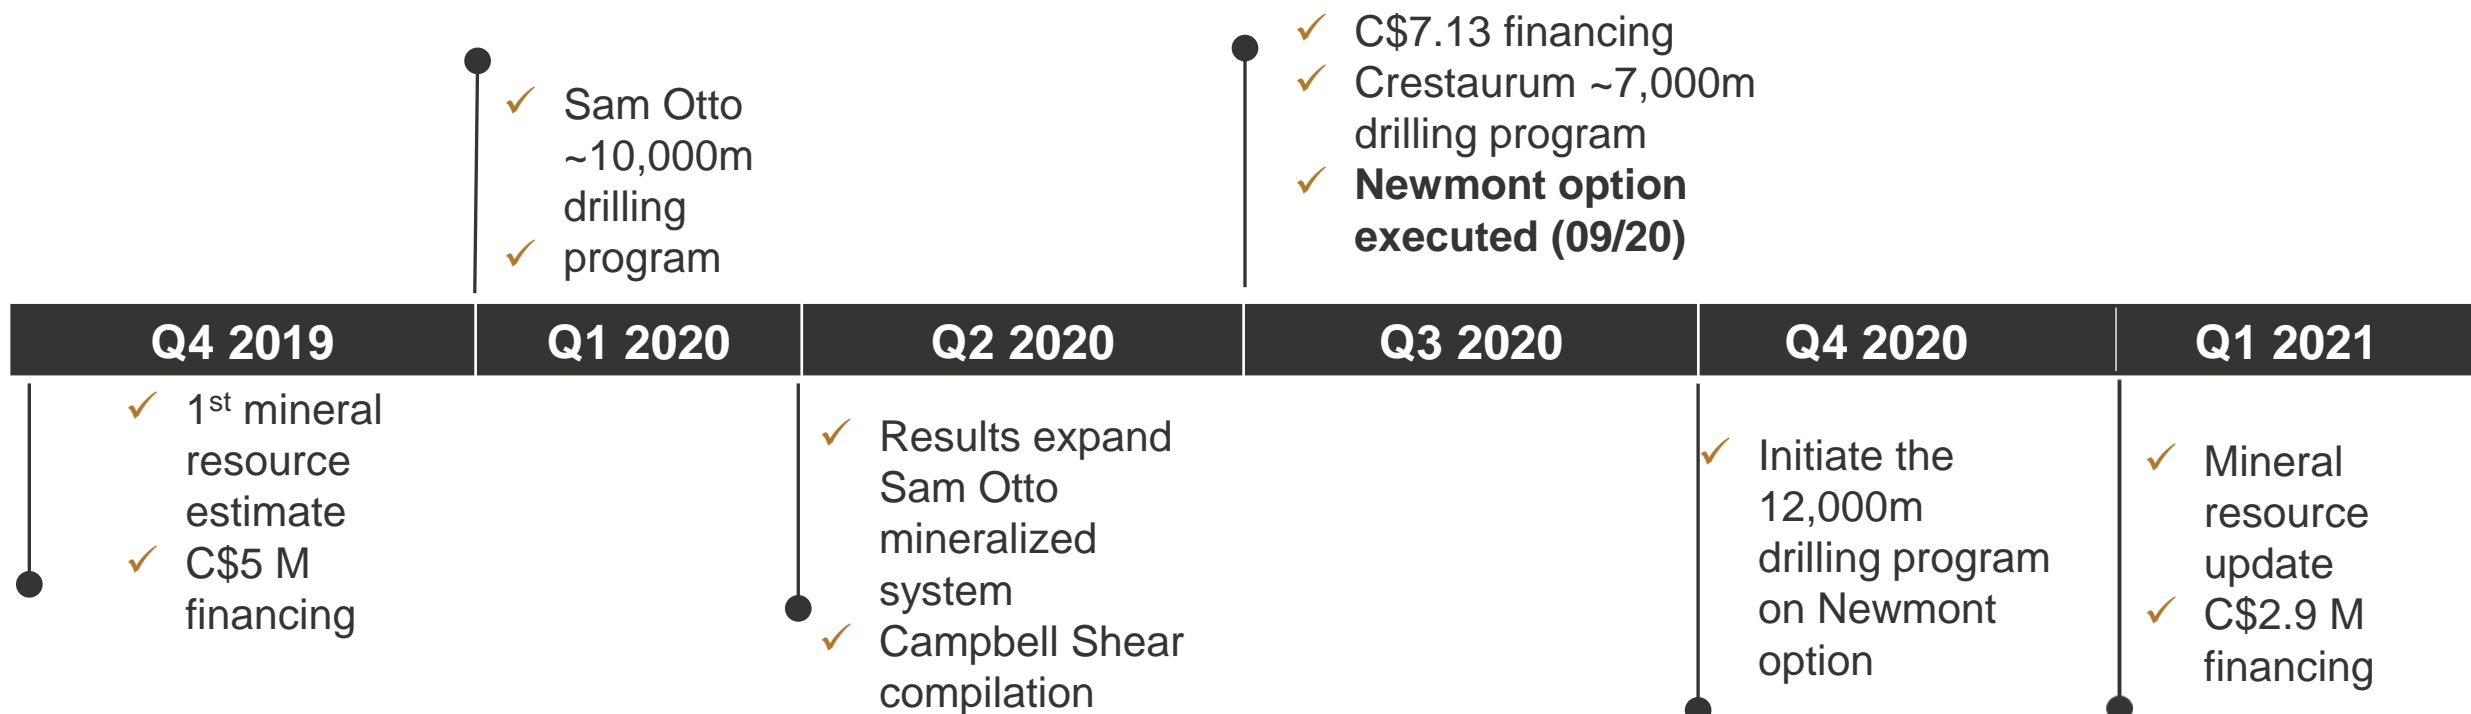 ✓ Sam Otto
~10,000m
drilling
✓ program
✓ C$7.13 financing
✓ Crestaurum ~7,000m
drilling program
✓ Newmont option
executed (09/20)
Q4 2019
Q1 2020
Q2 2020
Q3 2020
Q4 2020
Q1 2021
✓ 1st mineral
resource
estimate
✓ C$5 M
financing
✓ Results expand
Sam Otto
mineralized
system
✓ Campbell Shear
compilation
✓ Initiate the
12,000m
drilling program
on Newmont
option
✓ Mineral
resource
update
✓ C$2.9 M
financing